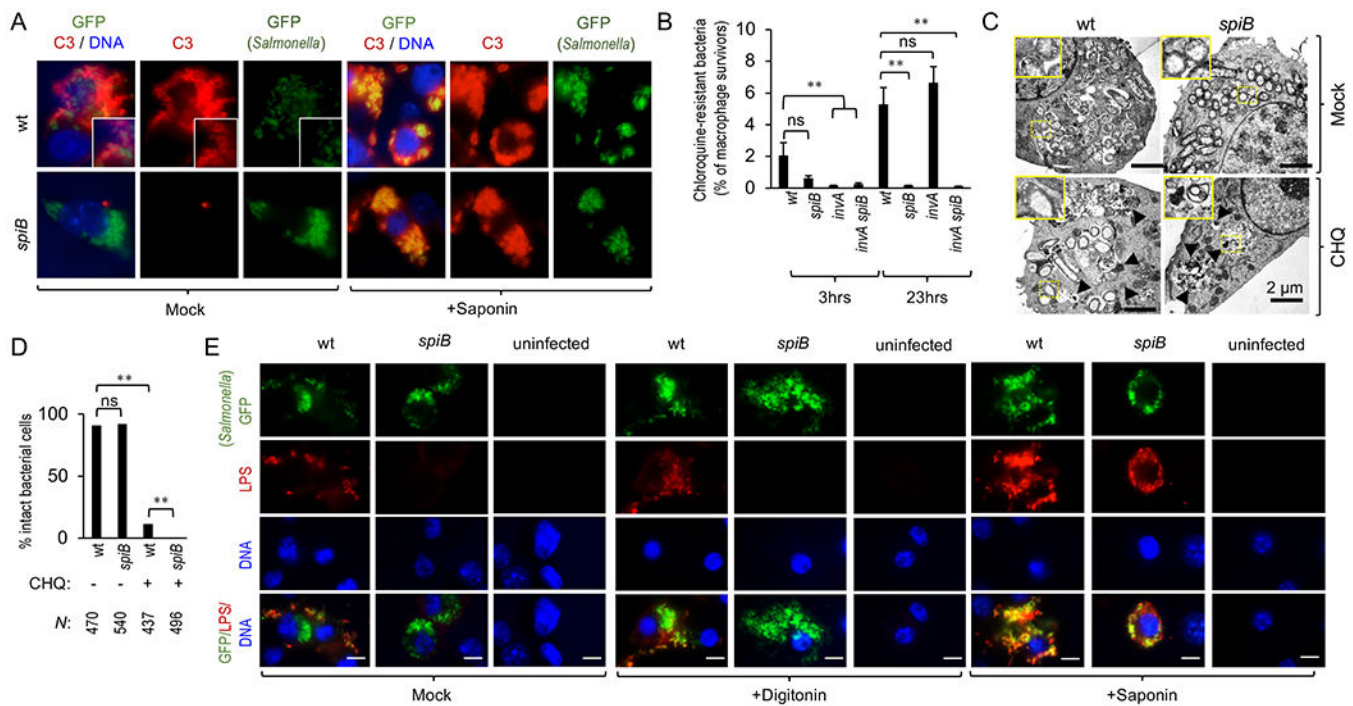 A
GFP
C3 / DNA
C3
GFP
(Salmonella)
GFP
C3 / DNA
C3
GFP
(Salmonella)
wt
spiB
Mock
+Saponin
B
Chloroquine-resistant bacteria
(% of macrophage survivors)
10
8
6
4
2
0
**
ns
**
ns
**
**
wt
spiB
invA
invA spiB
wt
spiB
invA
invA spiB
3hrs
23hrs
C
wt
spiB
Mock
CHQ
2 µm
D
% intact bacterial cells
100
50
0
**
ns
**
wt
spiB
wt
spiB
CHQ: - - + +
N: 470 540 437 496
E
wt spiB uninfected wt spiB uninfected wt spiB uninfected
(Salmonella)
GFP
LPS
DNA
GFP/LPS/
DNA
Mock
+Digitonin
+Saponin